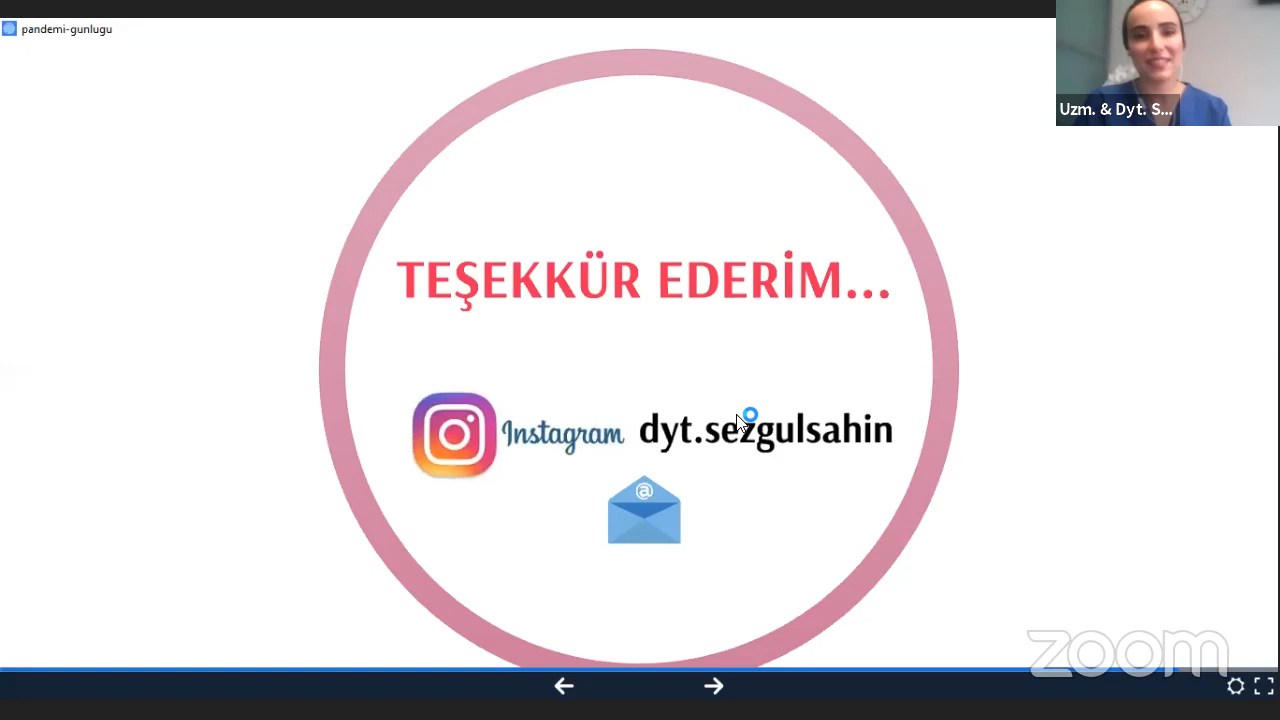 pandemi-gunlugu
Uzm. & Dyt. S...
TEŞEKKÜR EDERİM...
Instagram dyt.sezgulsahin
@
zoom